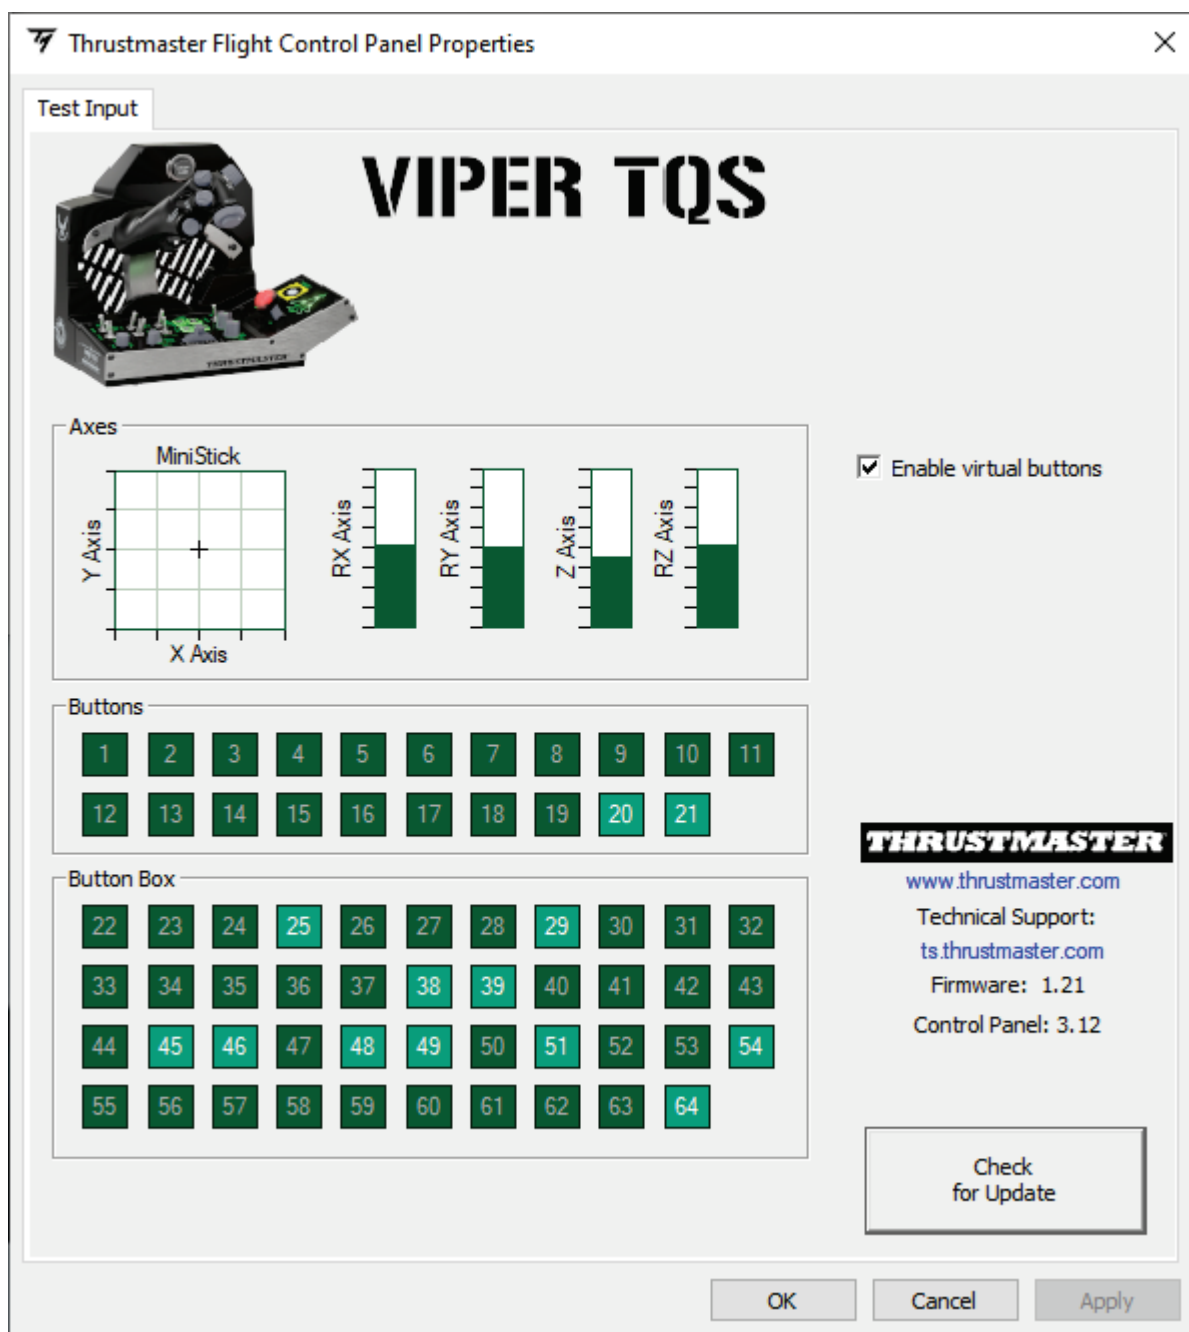 Thrustmaster Flight Control Panel Properties
Test Input
VIPER TQS
THRUSTMASTER
Axes
MiniStick
Y Axis
X Axis
RX Axis
RY Axis
Z Axis
RZ Axis
Enable virtual buttons
Buttons
1 2 3 4 5 6 7 8 9 10 11
12 13 14 15 16 17 18 19 20 21
Button Box
22 23 24 25 26 27 28 29 30 31 32
33 34 35 36 37 38 39 40 41 42 43
44 45 46 47 48 49 50 51 52 53 54
55 56 57 58 59 60 61 62 63 64
THRUSTMASTER
www.thrustmaster.com
Technical Support:
ts.thrustmaster.com
Firmware: 1.21
Control Panel: 3.12
Check
for Update
OK Cancel Apply